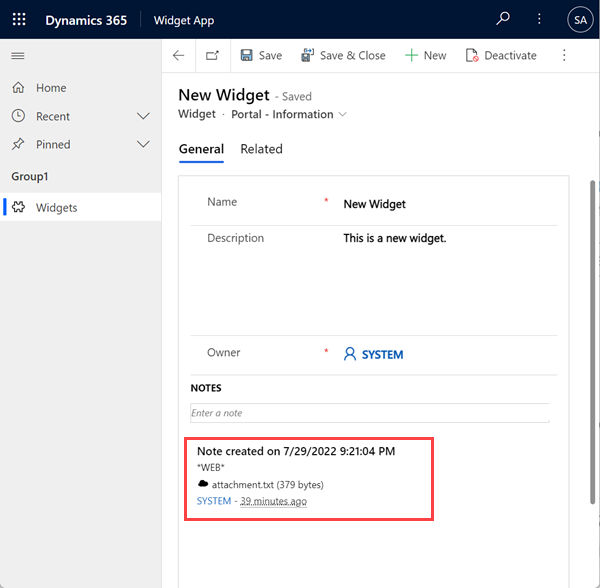 Dynamics 365 Widget App SA
Save Save & Close New Deactivate
Home
Recent
Pinned
Group1
Widgets
New Widget - Saved
Widget · Portal - Information
General Related
Name * New Widget
Description This is a new widget.
Owner * SYSTEM
NOTES
Enter a note
Note created on 7/29/2022 9:21:04 PM
*WEB*
attachment.txt (379 bytes)
SYSTEM - 39 minutes ago